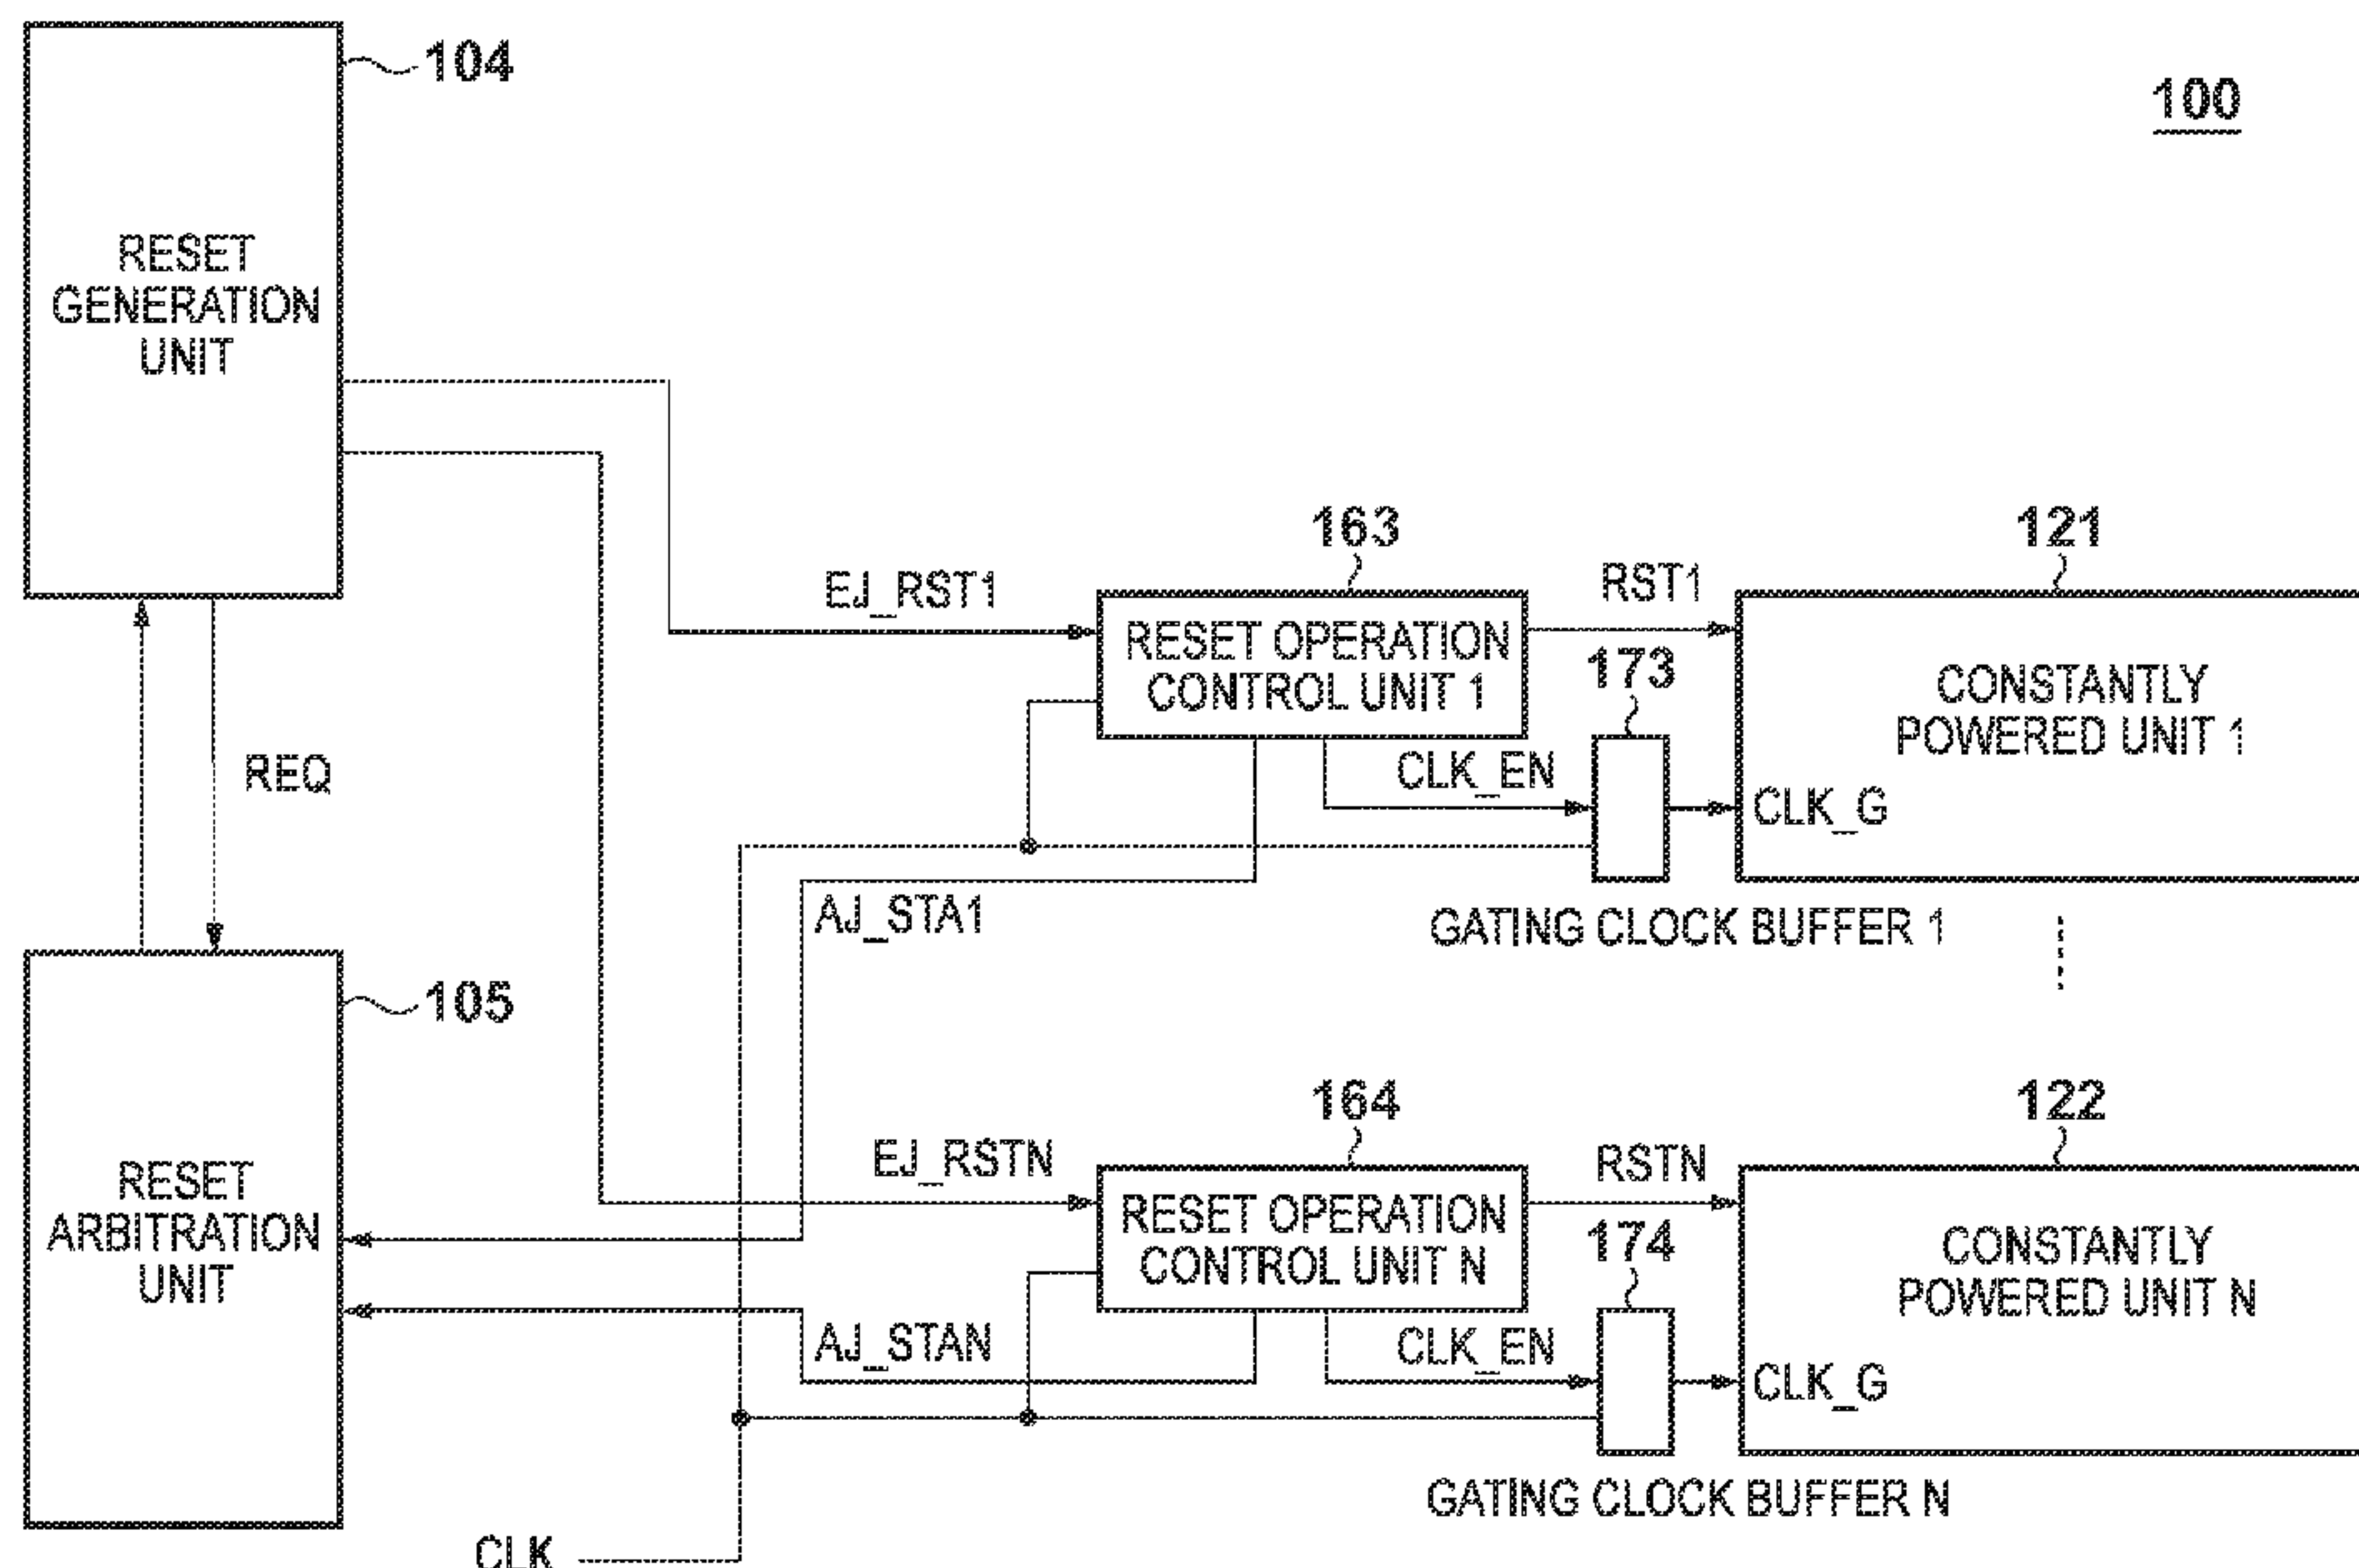 104
100
RESET
GENERATION
UNIT
163
121
EJ_RST1
RST1
RESET OPERATION
CONTROL UNIT 1
173
CONSTANTLY
POWERED UNIT 1
REQ
CLK_EN
CLK_G
AJ_STA1
GATING CLOCK BUFFER 1
105
164
122
EJ_RSTN
RSTN
RESET
ARBITRATION
UNIT
RESET OPERATION
CONTROL UNIT N
174
CONSTANTLY
POWERED UNIT N
AJ_STAN
CLK_EN
CLK_G
GATING CLOCK BUFFER N
CLK